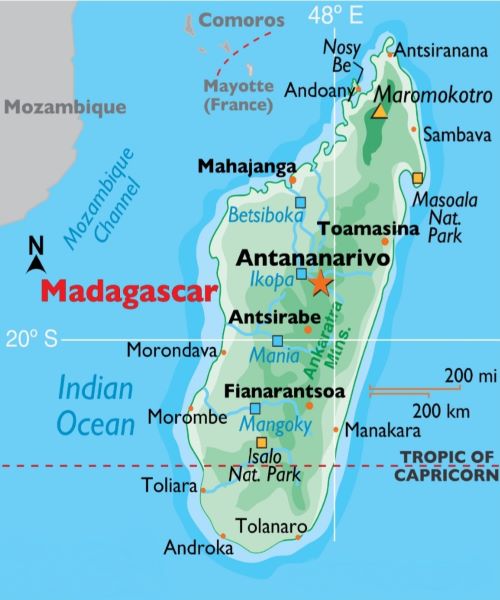 48° E
Comoros
Nosy
Be
Antsiranana
Mayotte
(France)
Andoany
Maromokotro
Mozambique
Sambava
Mozambique
Channel
Mahajanga
Betsiboka
Masoala
Nat.
Park
Toamasina
N
Antananarivo
Ikopa
Madagascar
Antsirabe
Ankaratra
Mtns.
20° S
Morondava
Mania
Indian
Ocean
Fianarantsoa
200 mi
200 km
Morombe
Mangoky
Manakara
Isalo
Nat. Park
TROPIC OF
CAPRICORN
Toliara
Tolanaro
Androka